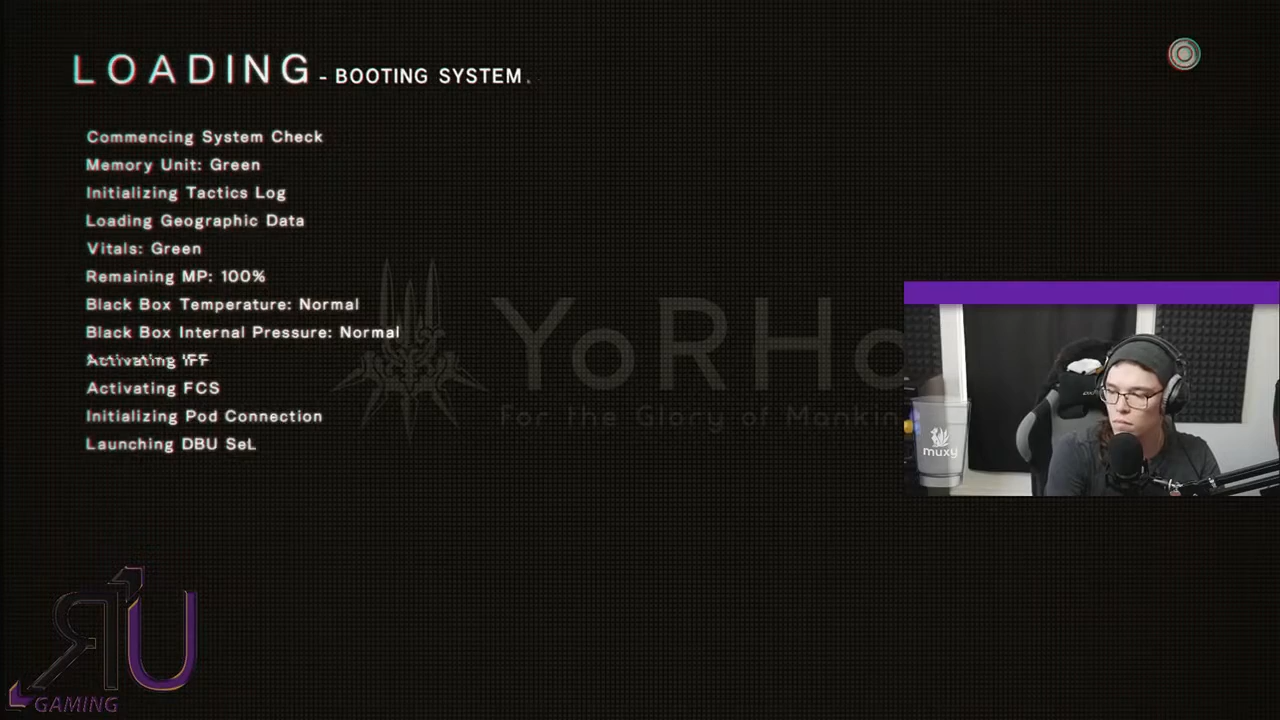 LOADING - BOOTING SYSTEM.
Commencing System Check
Memory Unit: Green
Initializing Tactics Log
Loading Geographic Data
Vitals: Green
Remaining MP: 100%
Black Box Temperature: Normal
Black Box Internal Pressure: Normal
Activating IFF
Activating FCS
Initializing Pod Connection
Launching DBU SeL
YoRHa
for the Glory of Mankind
muxy
RU
GAMING